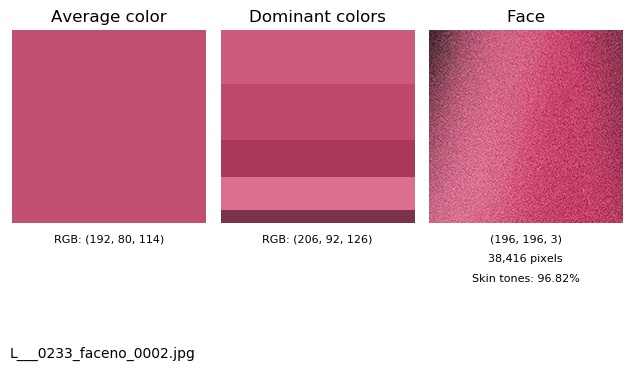 Average color
Dominant colors
Face
RGB: (192, 80, 114)
RGB: (206, 92, 126)
(196, 196, 3)
38,416 pixels
Skin tones: 96.82%
L___0233_faceno_0002.jpg